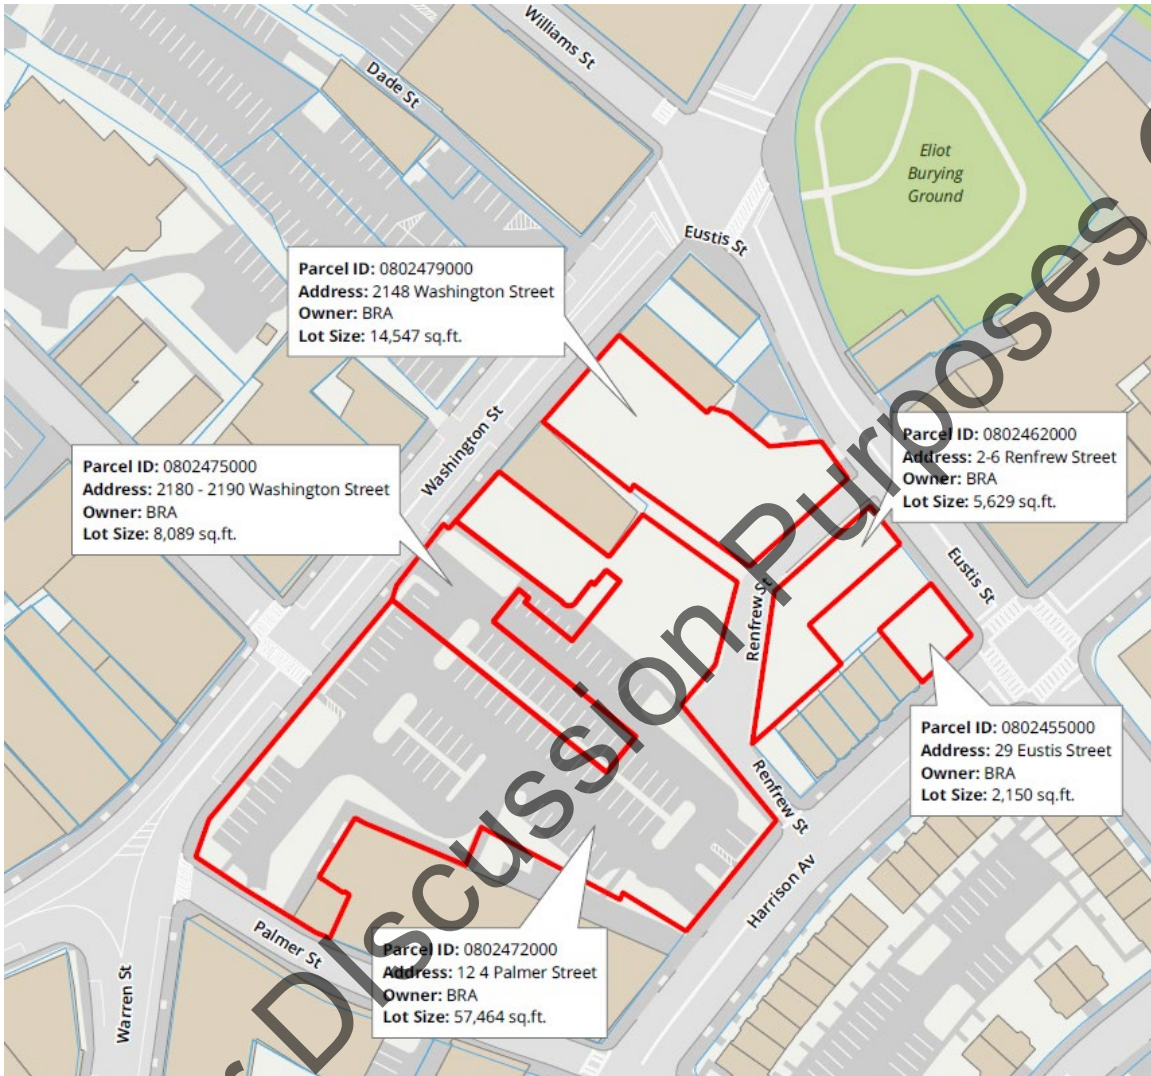 Williams St
Dade St
Eliot
Burying
Ground
Eustis St
Parcel ID: 0802479000
Address: 2148 Washington Street
Owner: BRA
Lot Size: 14,547 sq.ft.
Washington St
Parcel ID: 0802462000
Address: 2-6 Renfrew Street
Owner: BRA
Lot Size: 5,629 sq.ft.
Parcel ID: 0802475000
Address: 2180 - 2190 Washington Street
Owner: BRA
Lot Size: 8,089 sq.ft.
Eustis St
Renfrew St
Parcel ID: 0802455000
Address: 29 Eustis Street
Owner: BRA
Lot Size: 2,150 sq.ft.
Renfrew St
Harrison Av
Palmer St
Parcel ID: 0802472000
Address: 12 4 Palmer Street
Owner: BRA
Lot Size: 57,464 sq.ft.
Warren St
Discussion Purposes